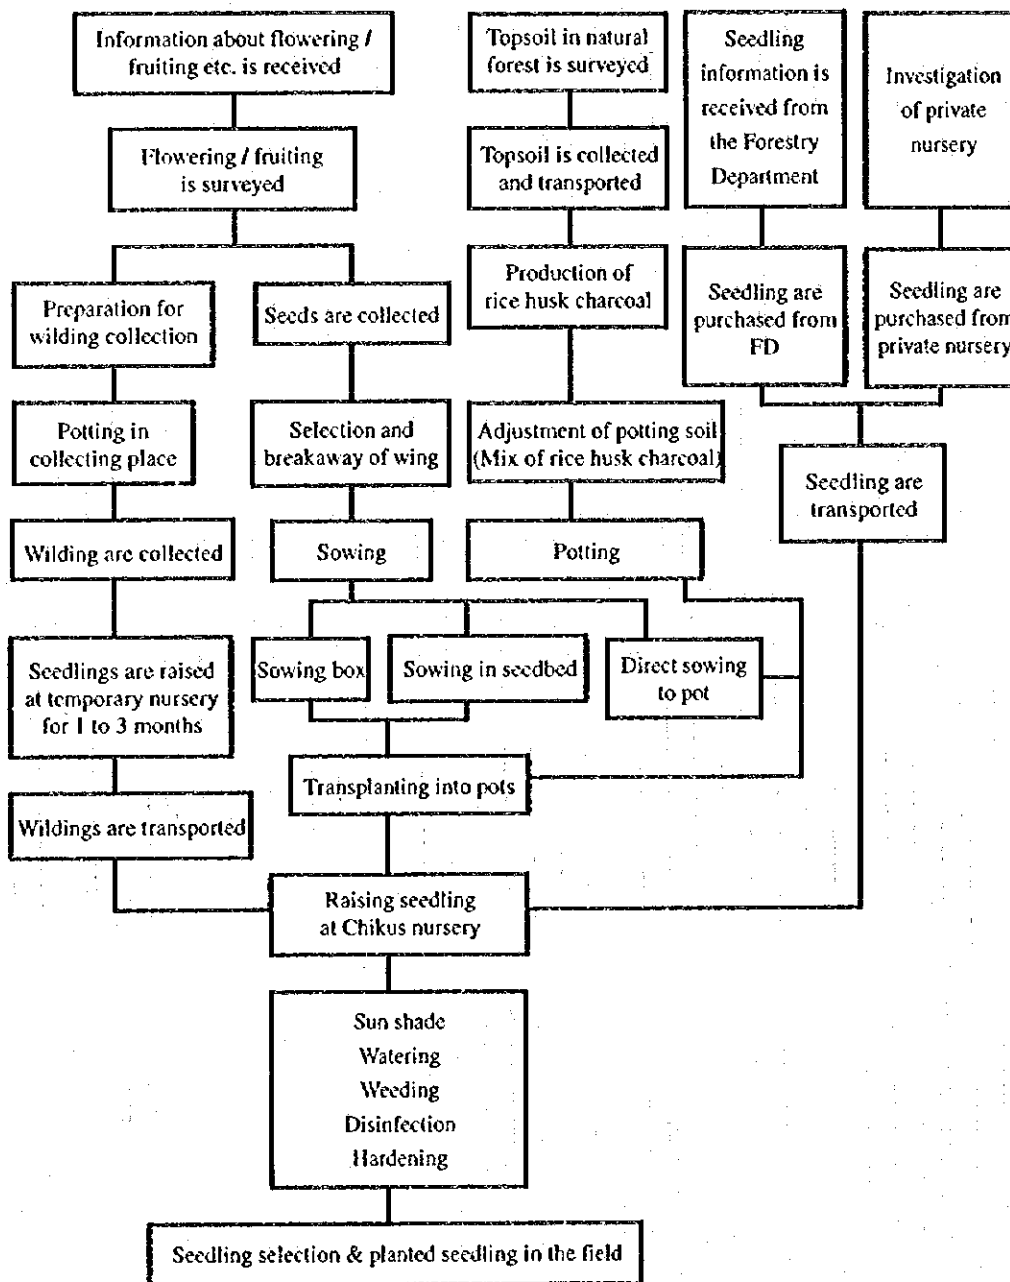 Information about flowering /
fruiting etc. is received
Topsoil in natural
forest is surveyed
Seedling
information is
received from
the Forestry
Department
Investigation
of private
nursery
Flowering / fruiting
is surveyed
Topsoil is collected
and transported
Preparation for
wilding collection
Seeds are collected
Production of
rice husk charcoal
Seedling are
purchased from
FD
Seedling are
purchased from
private nursery
Potting in
collecting place
Selection and
breakaway of wing
Adjustment of potting soil
(Mix of rice husk charcoal)
Seedling are
transported
Wilding are collected
Sowing
Potting
Seedlings are raised
at temporary nursery
for 1 to 3 months
Sowing box
Sowing in seedbed
Direct sowing
to pot
Transplanting into pots
Wildings are transported
Raising seedling
at Chikus nursery
Sun shade
Watering
Weeding
Disinfection
Hardening
Seedling selection & planted seedling in the field